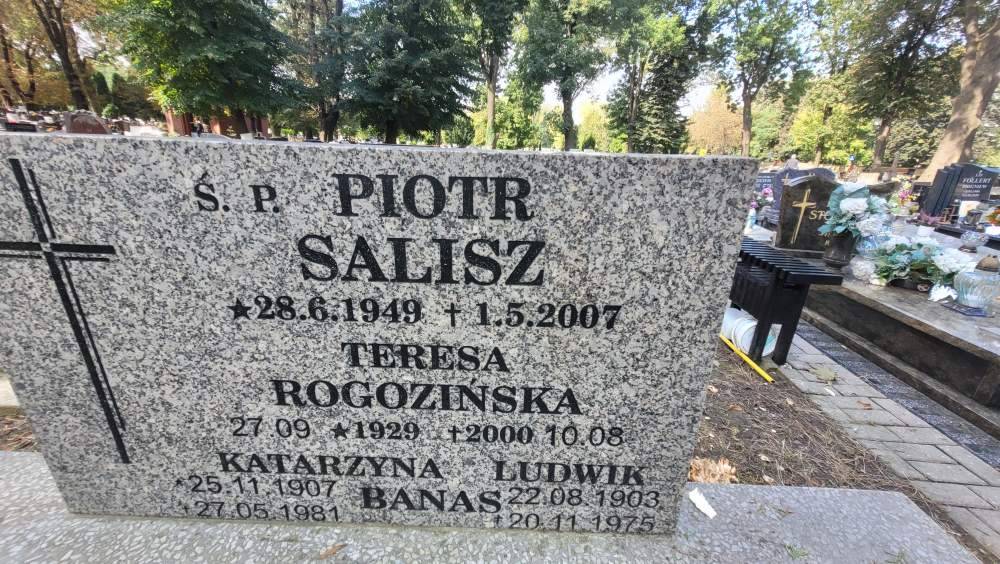 Ś. P. PIOTR
SALISZ
★28.6.1949 †1.5.2007
TERESA
ROGOZIŃSKA
27.09 ★1929 †2000 10.08
KATARZYNA LUDWIK
*25.11.1907 BANAS 22.08.1903
†27.05.1981 †20.11.1975
FOLLERT